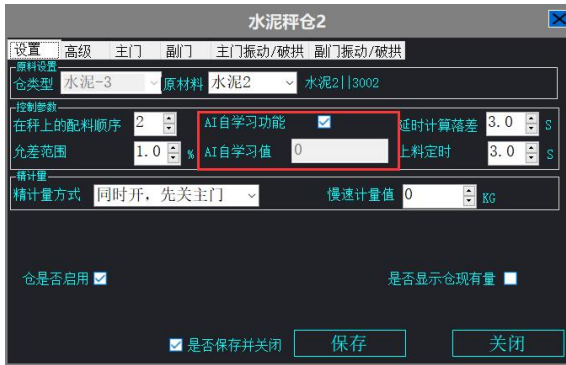 水泥秤仓2
设置 高级 主门 副门 主门振动/破拱 副门振动/破拱
原料设置
仓类型 水泥-3 原材料 水泥2 水泥2||3002
控制参数
在秤上的配料顺序 2 AI自学习功能 延时计算落差 3.0 S
允差范围 1.0 % AI自学习值 0 上料定时 3.0 S
精计量
精计量方式 同时开，先关主门 慢速计量值 0 KG
仓是否启用 是否显示仓现有量
是否保存并关闭 保存 关闭